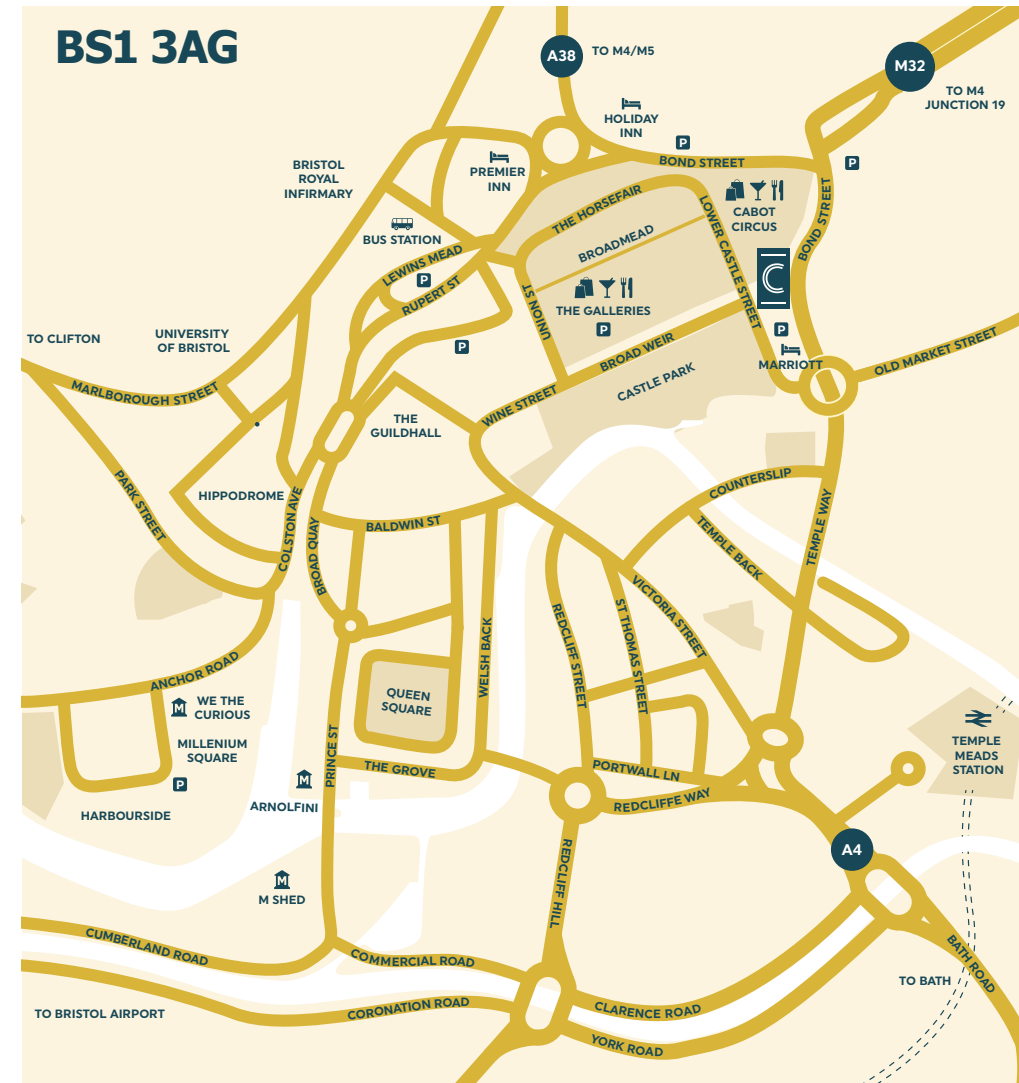 BS1 3AG
A38
TO M4/M5
M32
TO M4
JUNCTION 19
HOLIDAY
INN
P
BOND STREET
P
BRISTOL
ROYAL
INFIRMARY
PREMIER
INN
THE HORSEFAIR
LOWER CASTLE STREET
CABOT
CIRCUS
BOND STREET
BUS STATION
BROADMEAD
LEWINS MEAD
P
RUPERT ST
UNION ST
THE GALLERIES
P
C
TO CLIFTON
UNIVERSITY
OF BRISTOL
P
BROAD WEIR
P
MARRIOTT
OLD MARKET STREET
MARLBOROUGH STREET
CASTLE PARK
WINE STREET
THE
GUILDHALL
PARK STREET
HIPPODROME
COLSTON AVE
BROAD QUAY
BALDWIN ST
COUNTERSLIP
TEMPLE BACK
TEMPLE WAY
VICTORIA STREET
REDCLIFF STREET
ST THOMAS STREET
WELSH BACK
ANCHOR ROAD
QUEEN
SQUARE
M
WE THE
CURIOUS
MILLENIUM
SQUARE
P
PRINCE ST
THE GROVE
PORTWALL LN
REDCLIFFE WAY
TEMPLE
MEADS
STATION
HARBOURSIDE
M
ARNOLFINI
A4
M
M SHED
REDCLIFF HILL
CUMBERLAND ROAD
COMMERCIAL ROAD
BATH ROAD
TO BATH
TO BRISTOL AIRPORT
CORONATION ROAD
CLARENCE ROAD
YORK ROAD